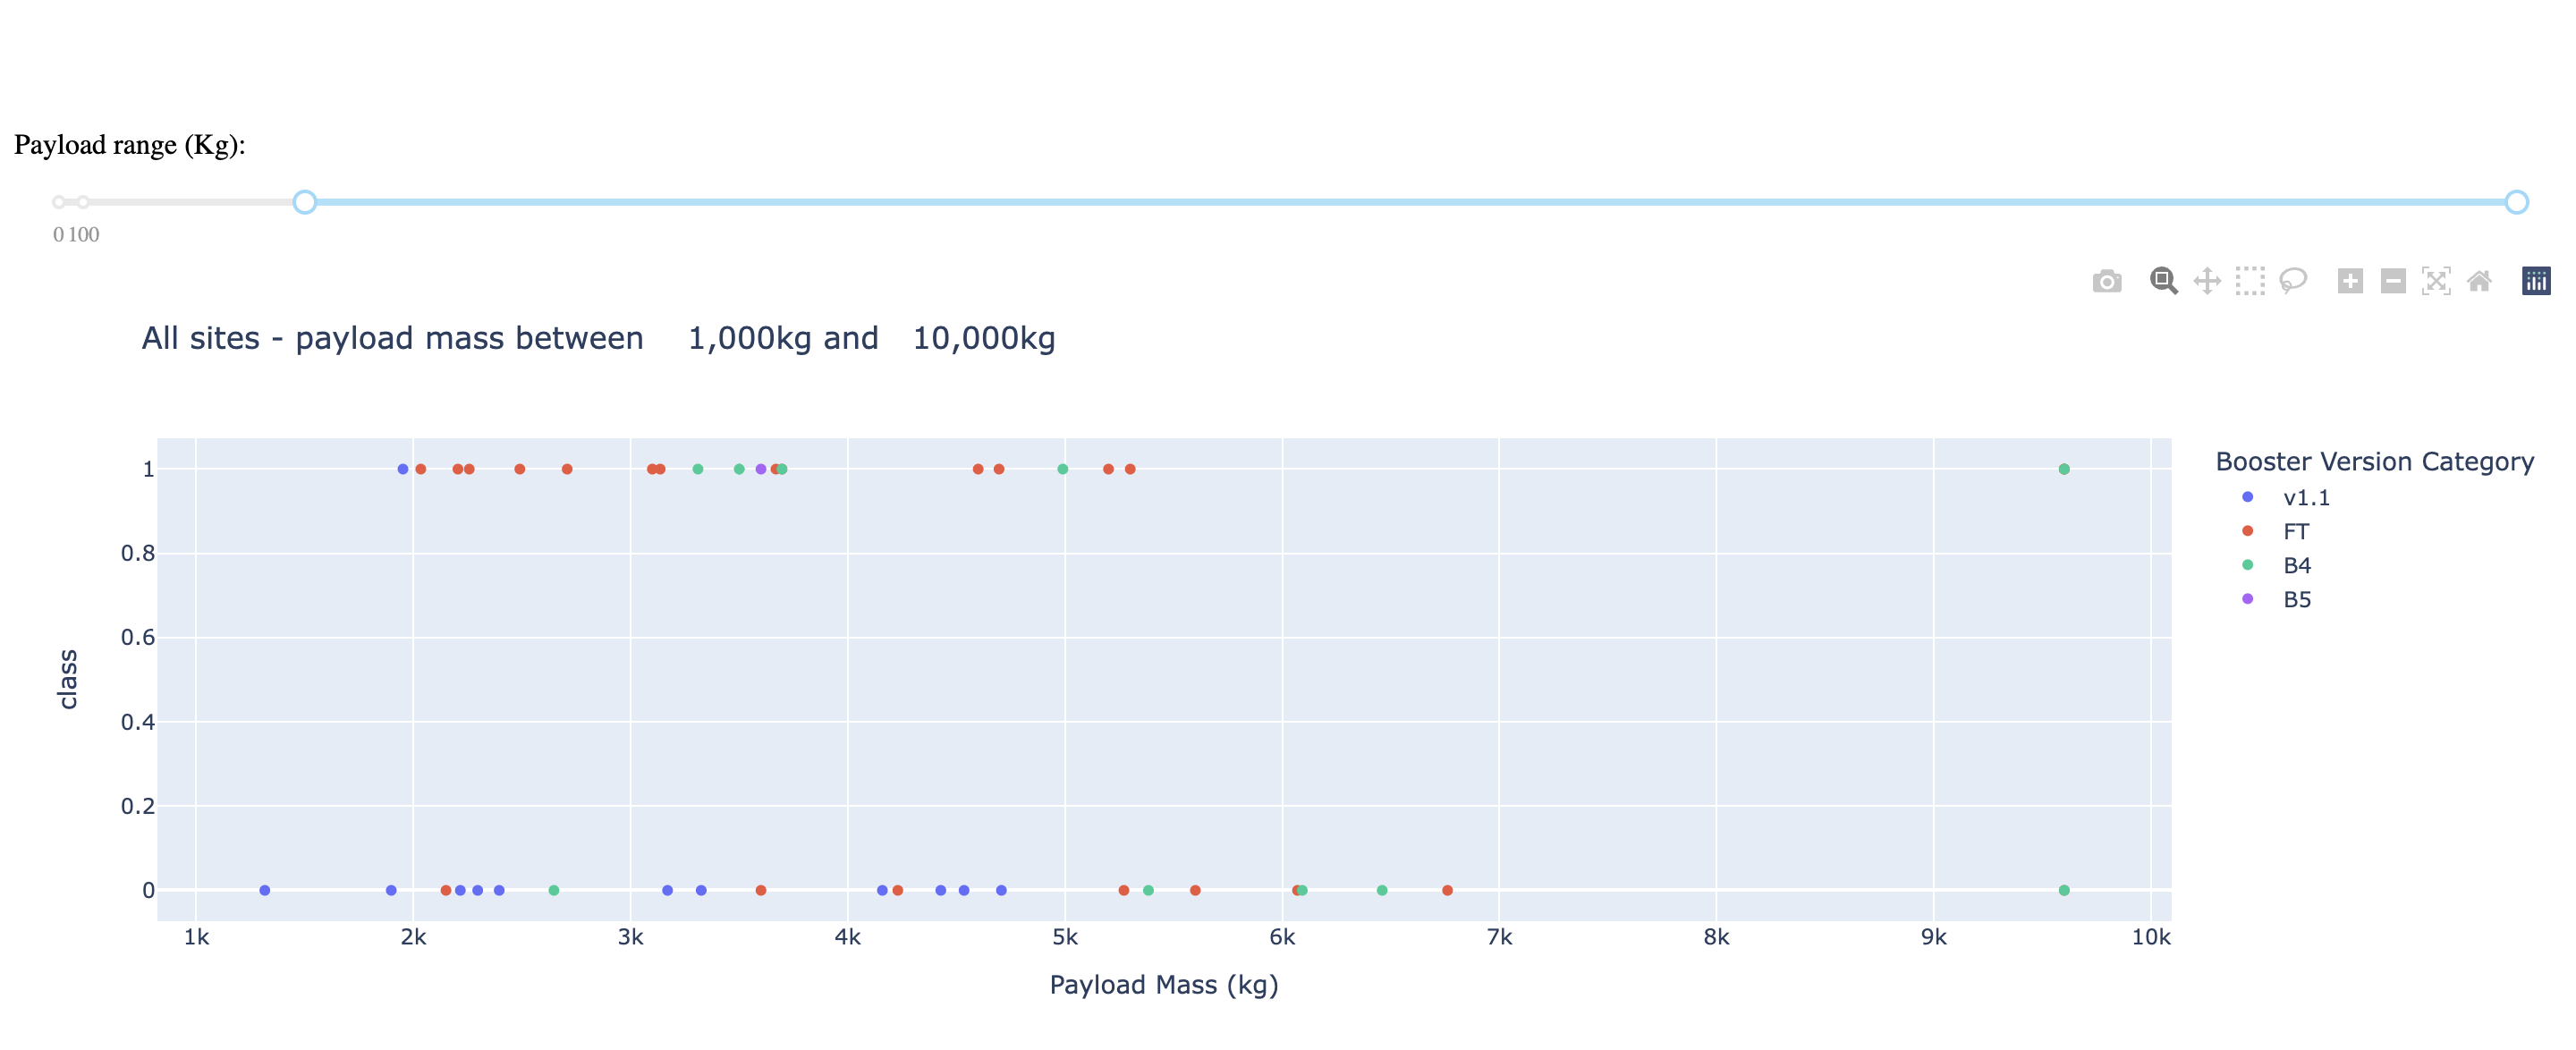 Payload range (Kg):
0 100
All sites - payload mass between 1,000kg and 10,000kg
Booster Version Category
v1.1
FT
B4
B5
class
1
0.8
0.6
0.4
0.2
0
1k 2k 3k 4k 5k 6k 7k 8k 9k 10k
Payload Mass (kg)